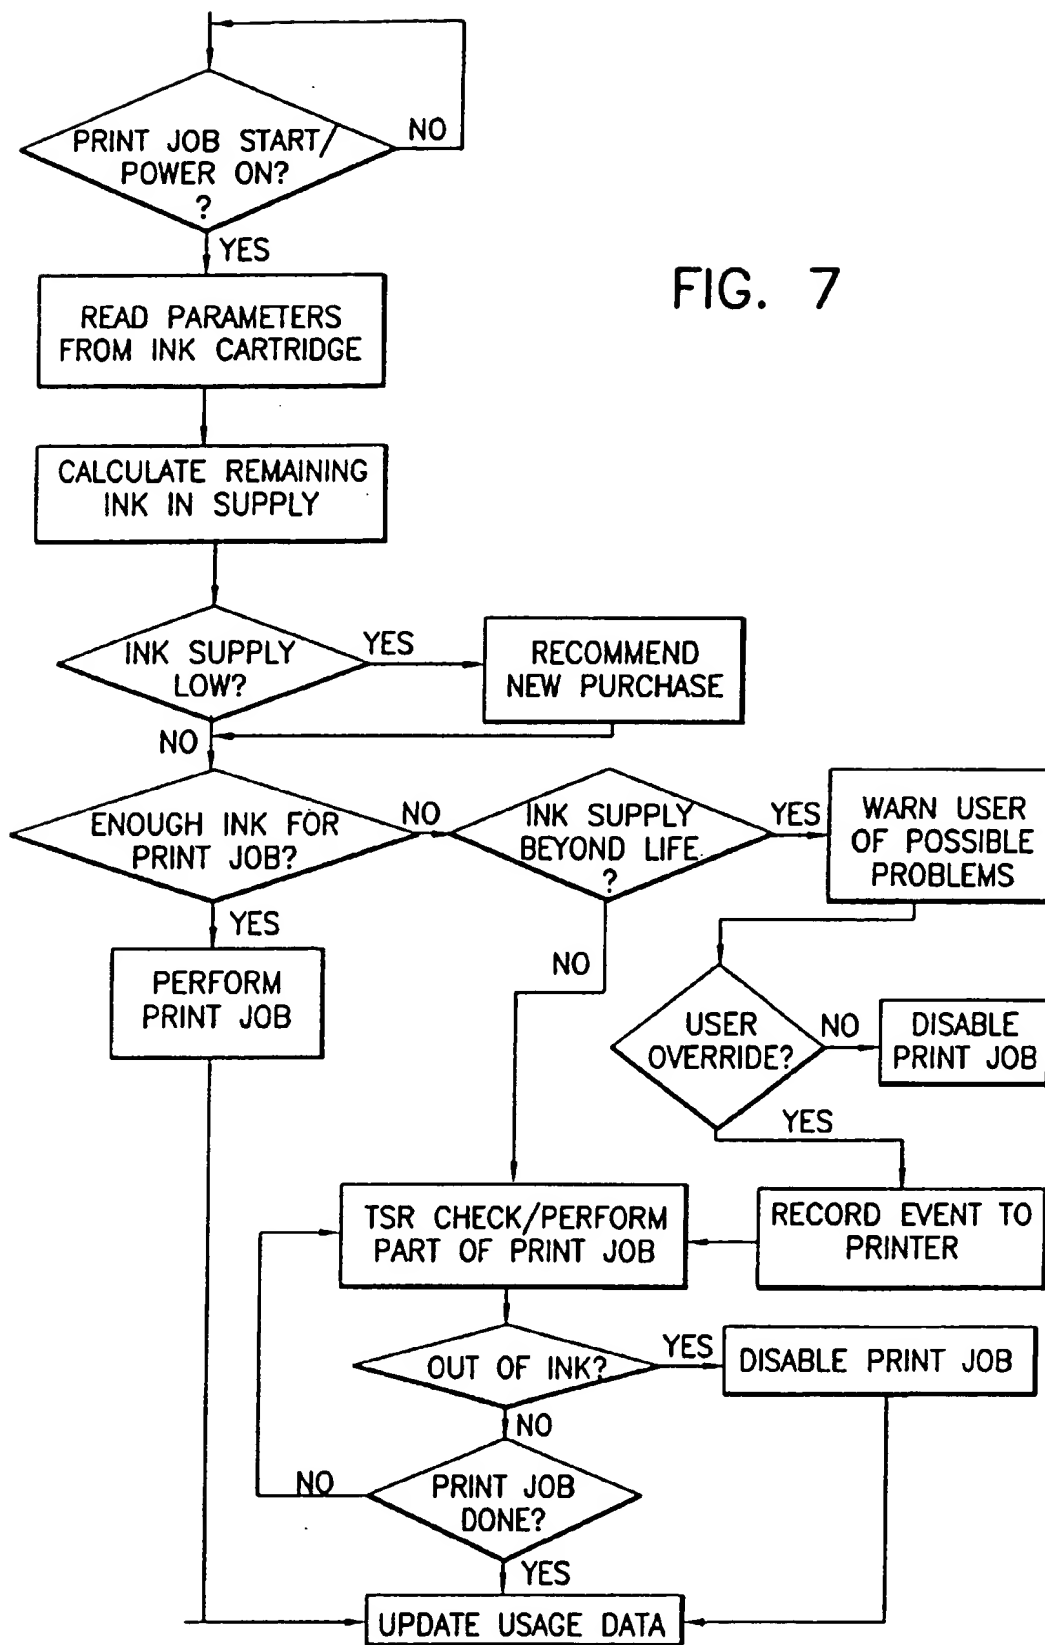 PRINT JOB START/
POWER ON?
?
NO
YES
FIG. 7
READ PARAMETERS
FROM INK CARTRIDGE
CALCULATE REMAINING
INK IN SUPPLY
INK SUPPLY
LOW?
YES
RECOMMEND
NEW PURCHASE
NO
ENOUGH INK FOR
PRINT JOB?
NO
INK SUPPLY
BEYOND LIFE
?
YES
WARN USER
OF POSSIBLE
PROBLEMS
YES
PERFORM
PRINT JOB
NO
USER
OVERRIDE?
NO
DISABLE
PRINT JOB
YES
TSR CHECK/PERFORM
PART OF PRINT JOB
RECORD EVENT TO
PRINTER
OUT OF INK?
YES
DISABLE PRINT JOB
NO
PRINT JOB
DONE?
NO
YES
UPDATE USAGE DATA